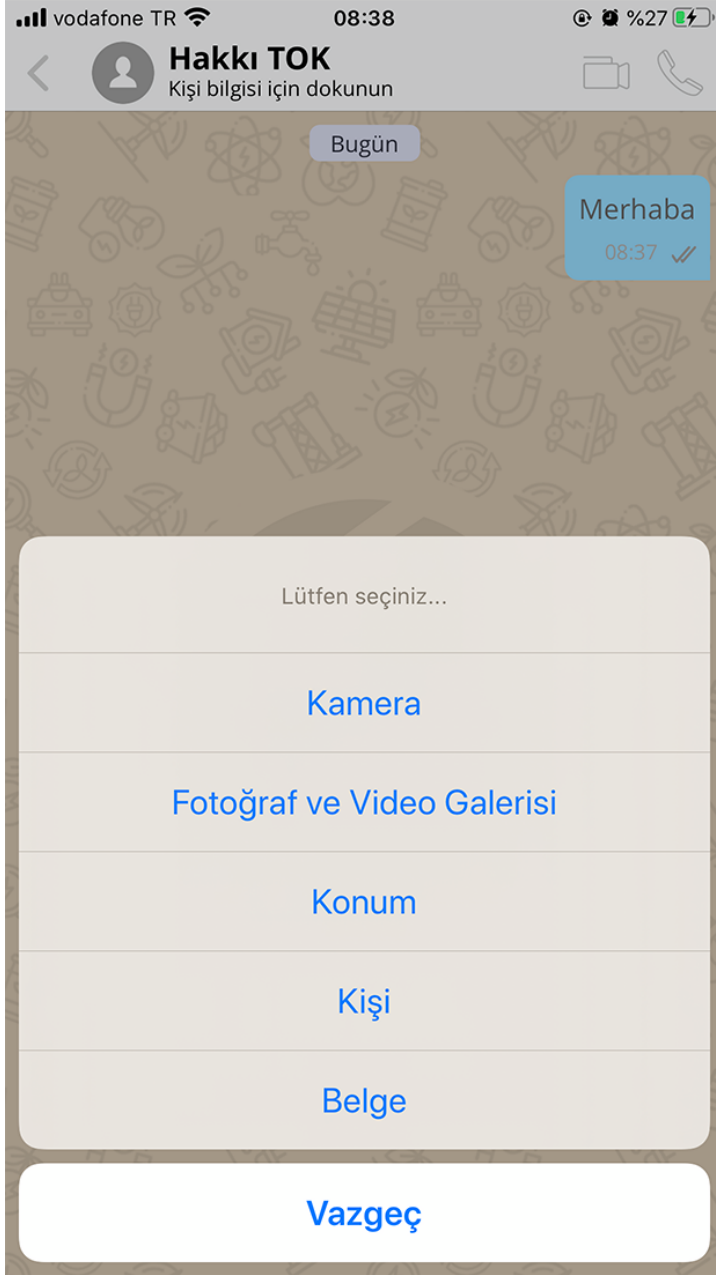 vodafone TR 08:38 %27
Hakkı TOK
Kişi bilgisi için dokunun
Bugün
Merhaba
08:37
Lütfen seçiniz...
Kamera
Fotoğraf ve Video Galerisi
Konum
Kişi
Belge
Vazgeç